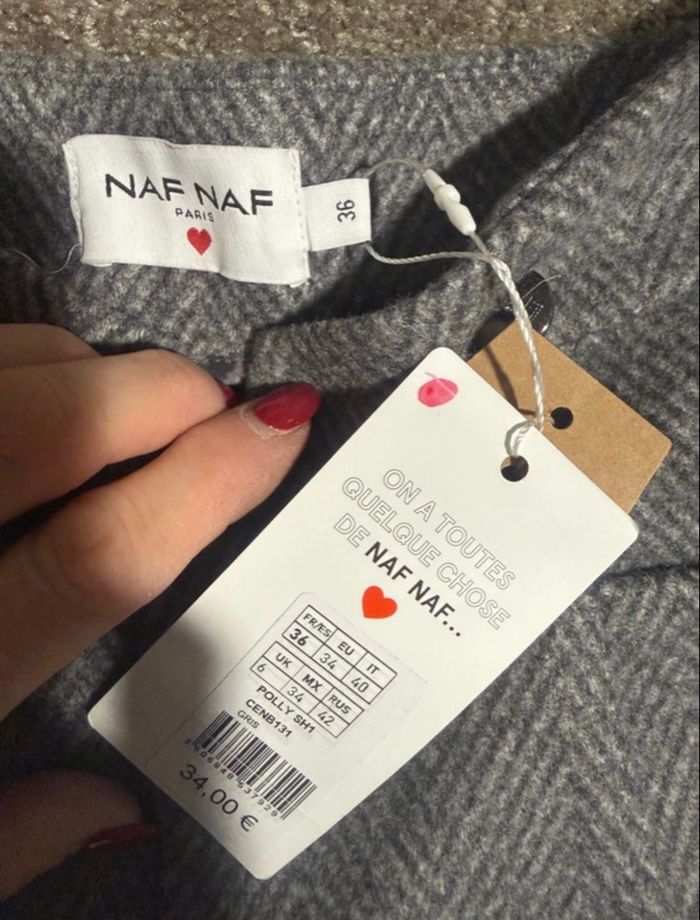 NAF NAF
PARIS
36
ON A TOUTES
QUELQUE CHOSE
DE NAF NAF...
FR/ES EU IT
36 34 40
UK MX RUS
6 34 42
POLLY SH1
CENB131
GRIS
34,00 €